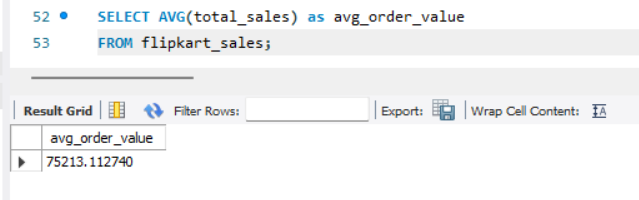 52 SELECT AVG(total_sales) as avg_order_value
53 FROM flipkart_sales;
Result Grid Filter Rows: Export: Wrap Cell Content:
avg_order_value
75213.112740